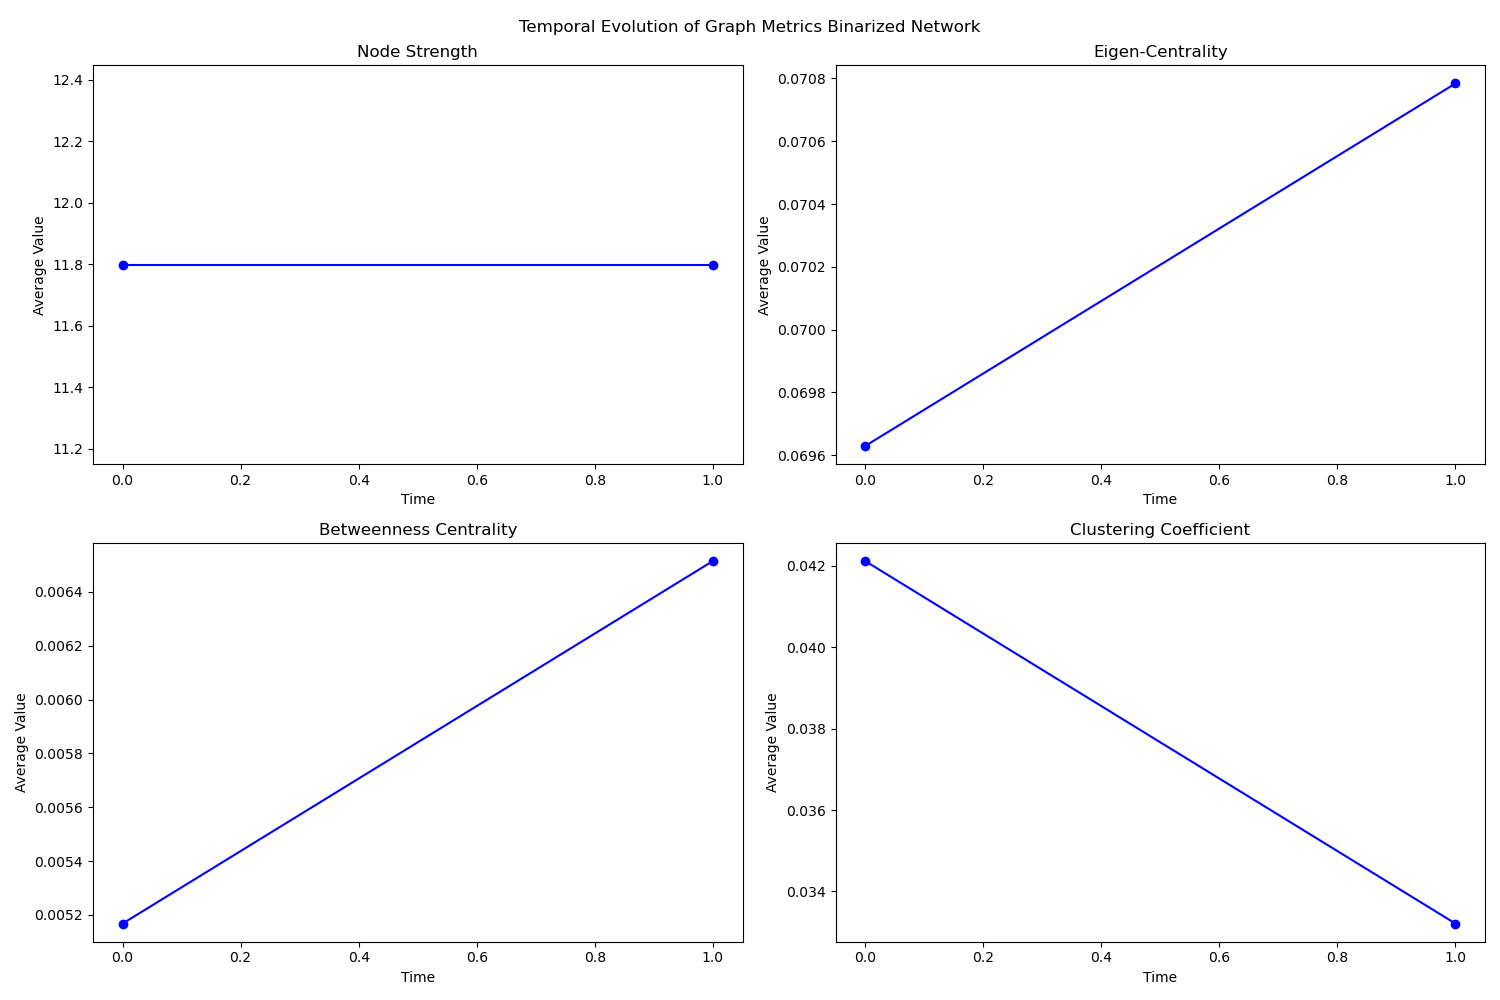 Temporal Evolution of Graph Metrics Binarized Network
Node Strength
12.4
12.2
12.0
11.8
11.6
11.4
11.2
Average Value
0.0 0.2 0.4 0.6 0.8 1.0
Time
Eigen-Centrality
0.0708
0.0706
0.0704
0.0702
0.0700
0.0698
0.0696
Average Value
0.0 0.2 0.4 0.6 0.8 1.0
Time
Betweenness Centrality
0.0064
0.0062
0.0060
0.0058
0.0056
0.0054
0.0052
Average Value
0.0 0.2 0.4 0.6 0.8 1.0
Time
Clustering Coefficient
0.042
0.040
0.038
0.036
0.034
Average Value
0.0 0.2 0.4 0.6 0.8 1.0
Time